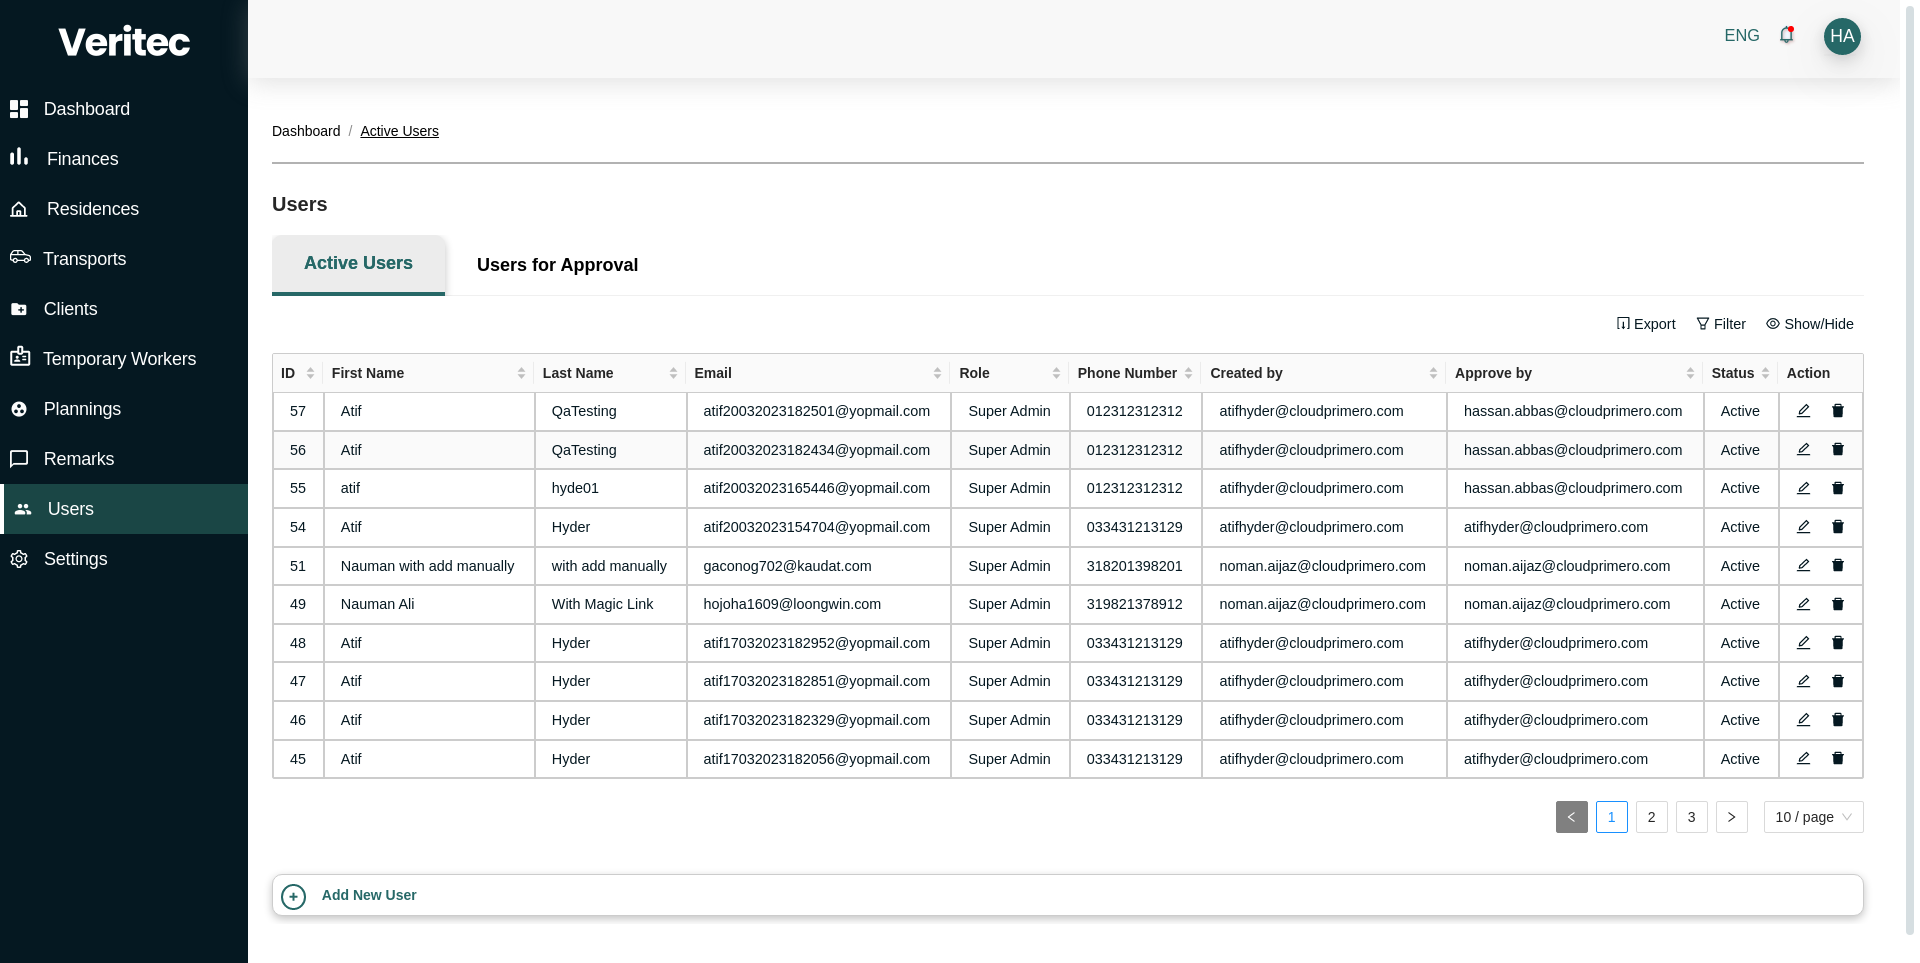 Veritec
ENG HA
Dashboard
Finances
Residences
Transports
Clients
Temporary Workers
Plannings
Remarks
Users
Settings
Dashboard / Active Users
Users
Active Users Users for Approval
Export Filter Show/Hide
ID First Name Last Name Email Role Phone Number Created by Approve by Status Action
57 Atif QaTesting atif20032023182501@yopmail.com Super Admin 012312312312 atifhyder@cloudprimero.com hassan.abbas@cloudprimero.com Active
56 Atif QaTesting atif20032023182434@yopmail.com Super Admin 012312312312 atifhyder@cloudprimero.com hassan.abbas@cloudprimero.com Active
55 atif hyde01 atif20032023165446@yopmail.com Super Admin 012312312312 atifhyder@cloudprimero.com hassan.abbas@cloudprimero.com Active
54 Atif Hyder atif20032023154704@yopmail.com Super Admin 033431213129 atifhyder@cloudprimero.com atifhyder@cloudprimero.com Active
51 Nauman with add manually with add manually gaconog702@kaudat.com Super Admin 318201398201 noman.aijaz@cloudprimero.com noman.aijaz@cloudprimero.com Active
49 Nauman Ali With Magic Link hojoha1609@loongwin.com Super Admin 319821378912 noman.aijaz@cloudprimero.com noman.aijaz@cloudprimero.com Active
48 Atif Hyder atif17032023182952@yopmail.com Super Admin 033431213129 atifhyder@cloudprimero.com atifhyder@cloudprimero.com Active
47 Atif Hyder atif17032023182851@yopmail.com Super Admin 033431213129 atifhyder@cloudprimero.com atifhyder@cloudprimero.com Active
46 Atif Hyder atif17032023182329@yopmail.com Super Admin 033431213129 atifhyder@cloudprimero.com atifhyder@cloudprimero.com Active
45 Atif Hyder atif17032023182056@yopmail.com Super Admin 033431213129 atifhyder@cloudprimero.com atifhyder@cloudprimero.com Active
< 1 2 3 > 10 / page
Add New User